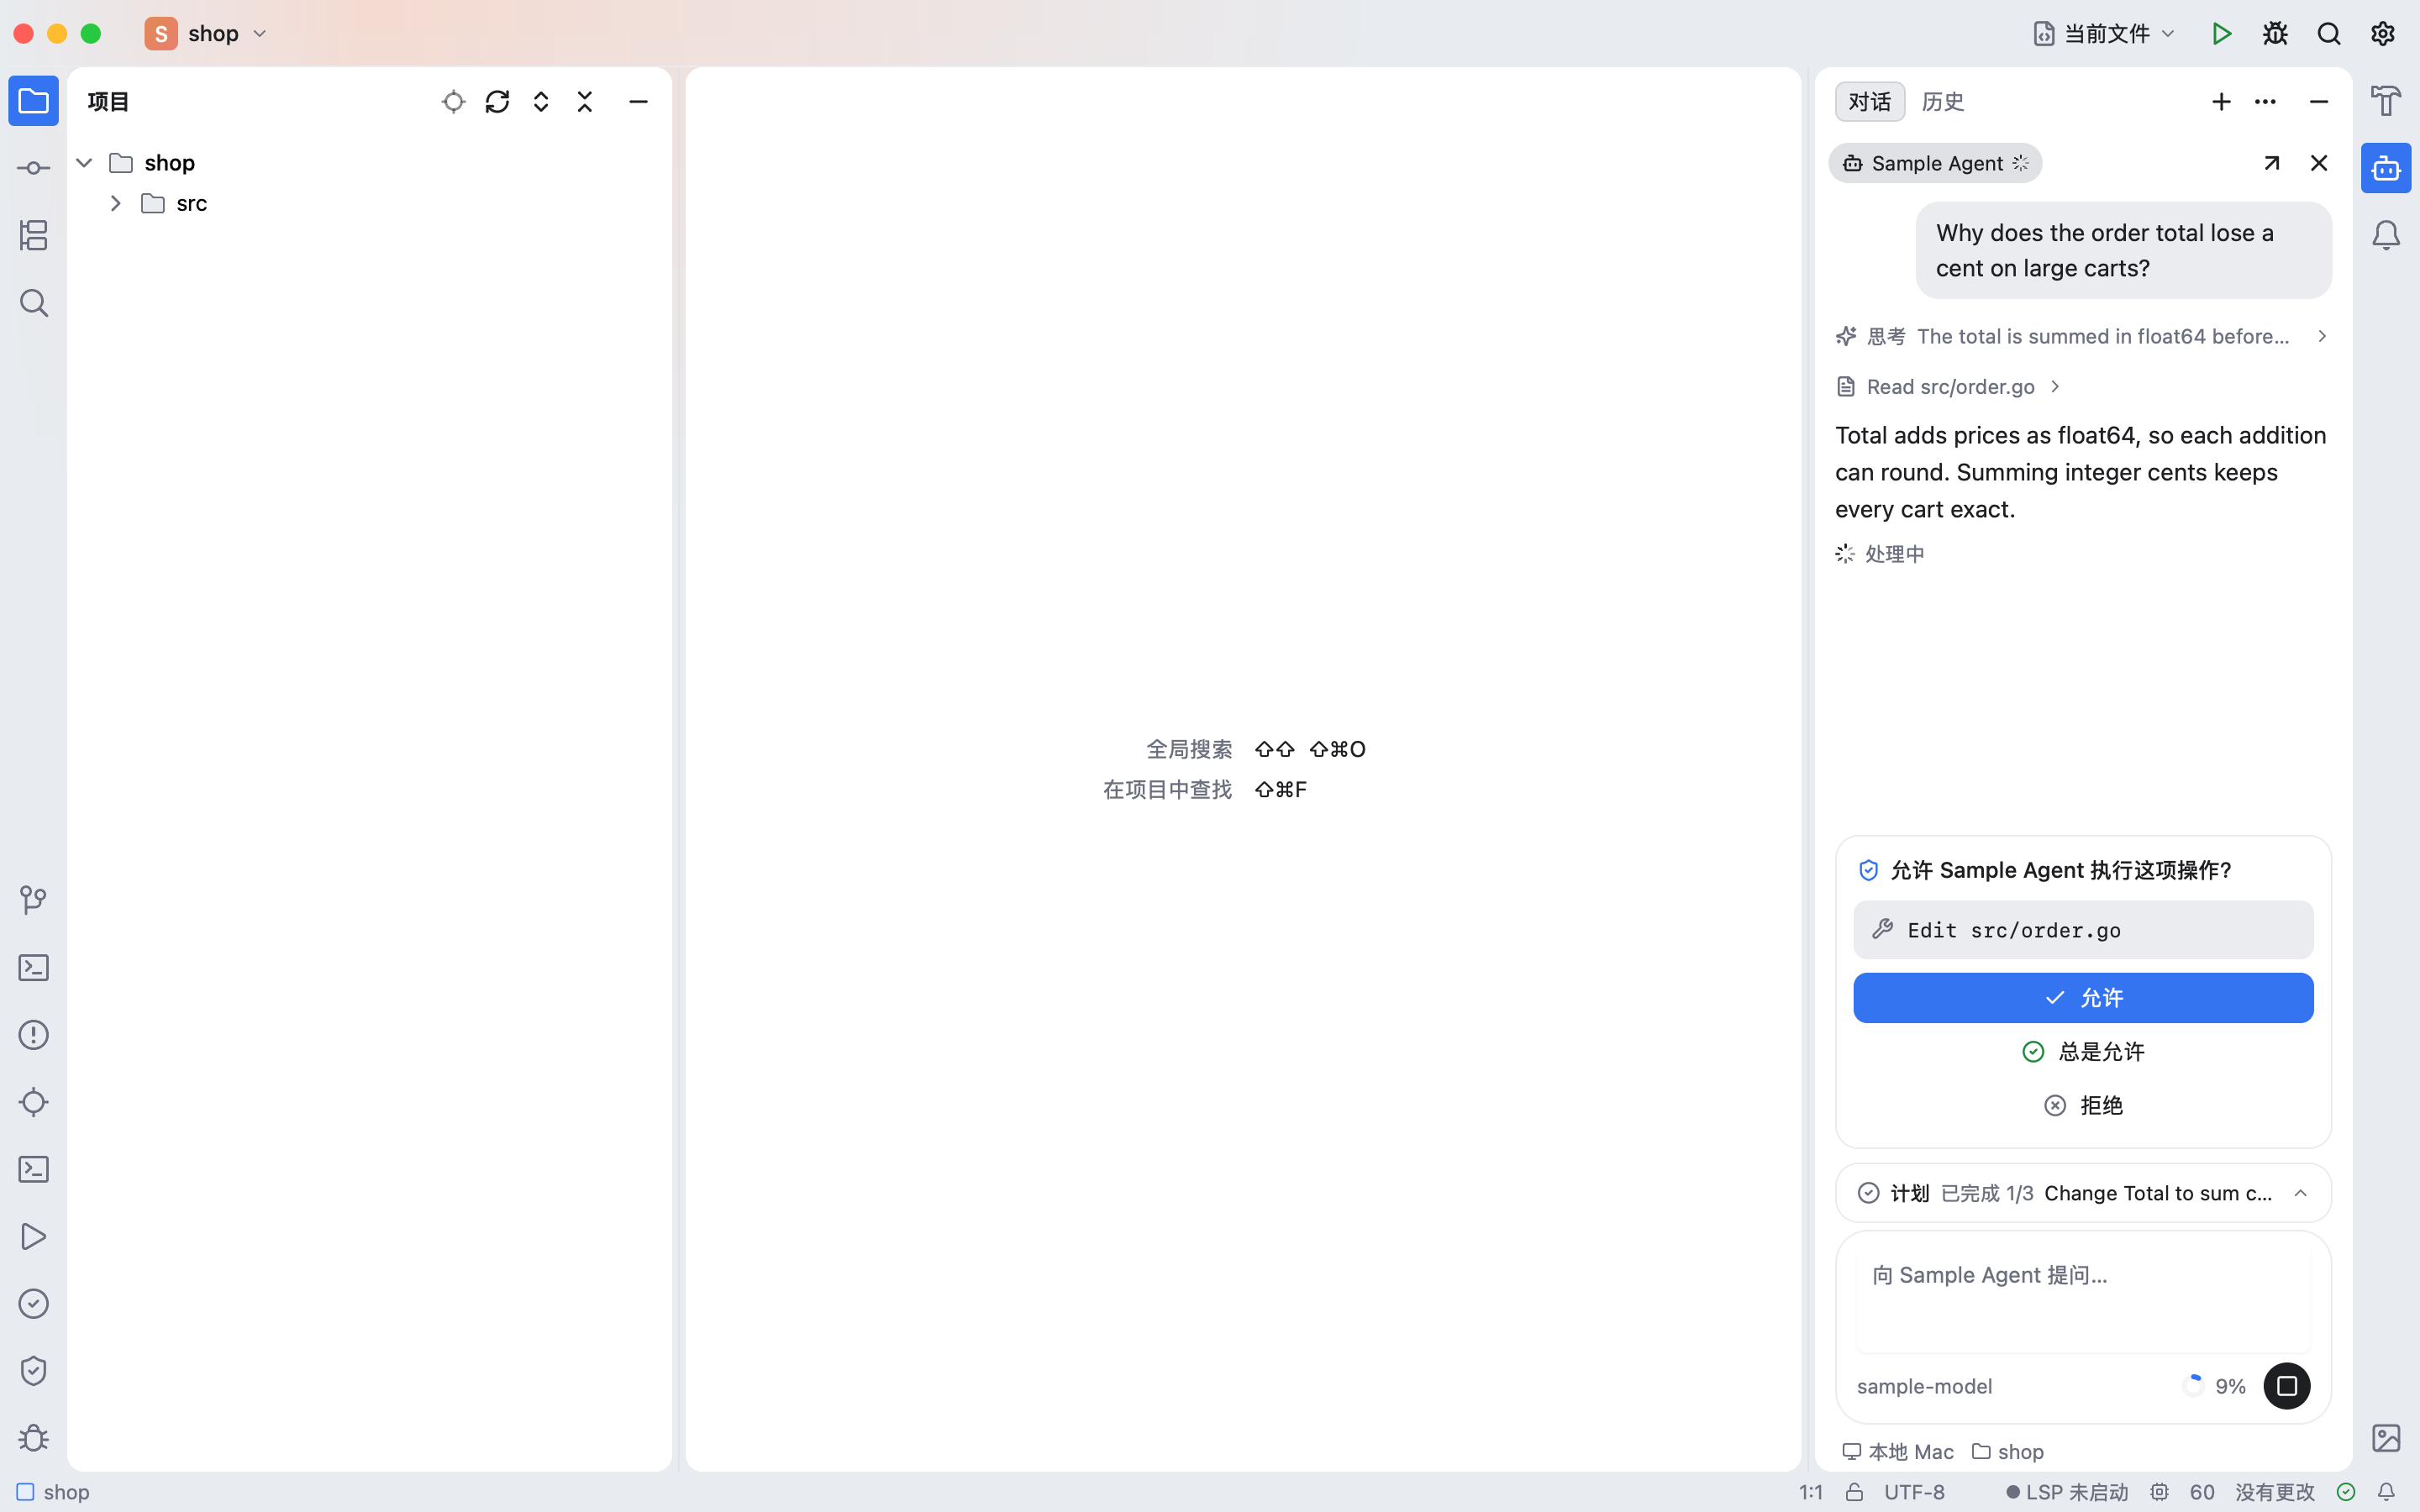 S shop
当前文件
项目
shop
src
全局搜索 ⇧⇧ ⇧⌘O
在项目中查找 ⇧⌘F
对话 历史
Sample Agent
Why does the order total lose a
cent on large carts?
思考 The total is summed in float64 before...
Read src/order.go
Total adds prices as float64, so each addition
can round. Summing integer cents keeps
every cart exact.
处理中
允许 Sample Agent 执行这项操作?
Edit src/order.go
允许
总是允许
拒绝
计划 已完成 1/3 Change Total to sum c...
向 Sample Agent 提问...
sample-model 9%
本地 Mac shop
shop 1:1 UTF-8 LSP 未启动 60 没有更改